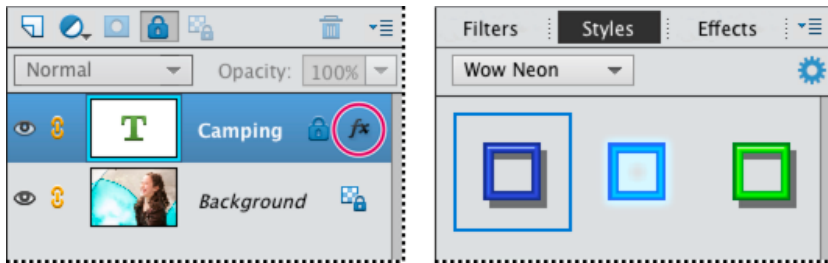 Normal Opacity: 100%
T Camping fx
Background
Filters Styles Effects
Wow Neon